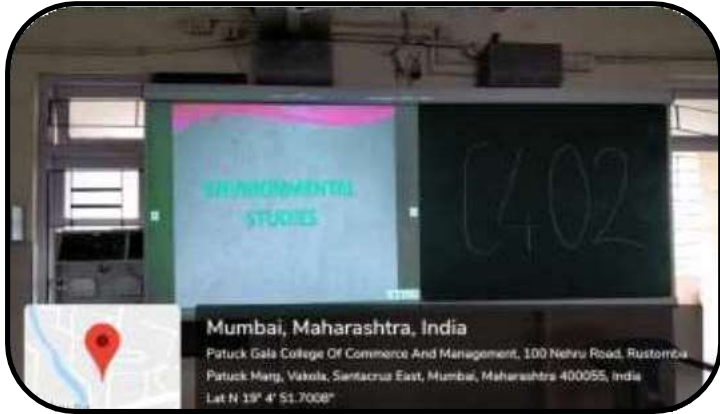 ENVIRONMENTAL
STUDIES
C402
Mumbai, Maharashtra, India
Patuck Gala College Of Commerce And Management, 100 Nehru Road, Rustomba
Patuck Marg, Vakola, Santacruz East, Mumbai, Maharashtra 400055, India
Lat N 19° 4' 51.7008"